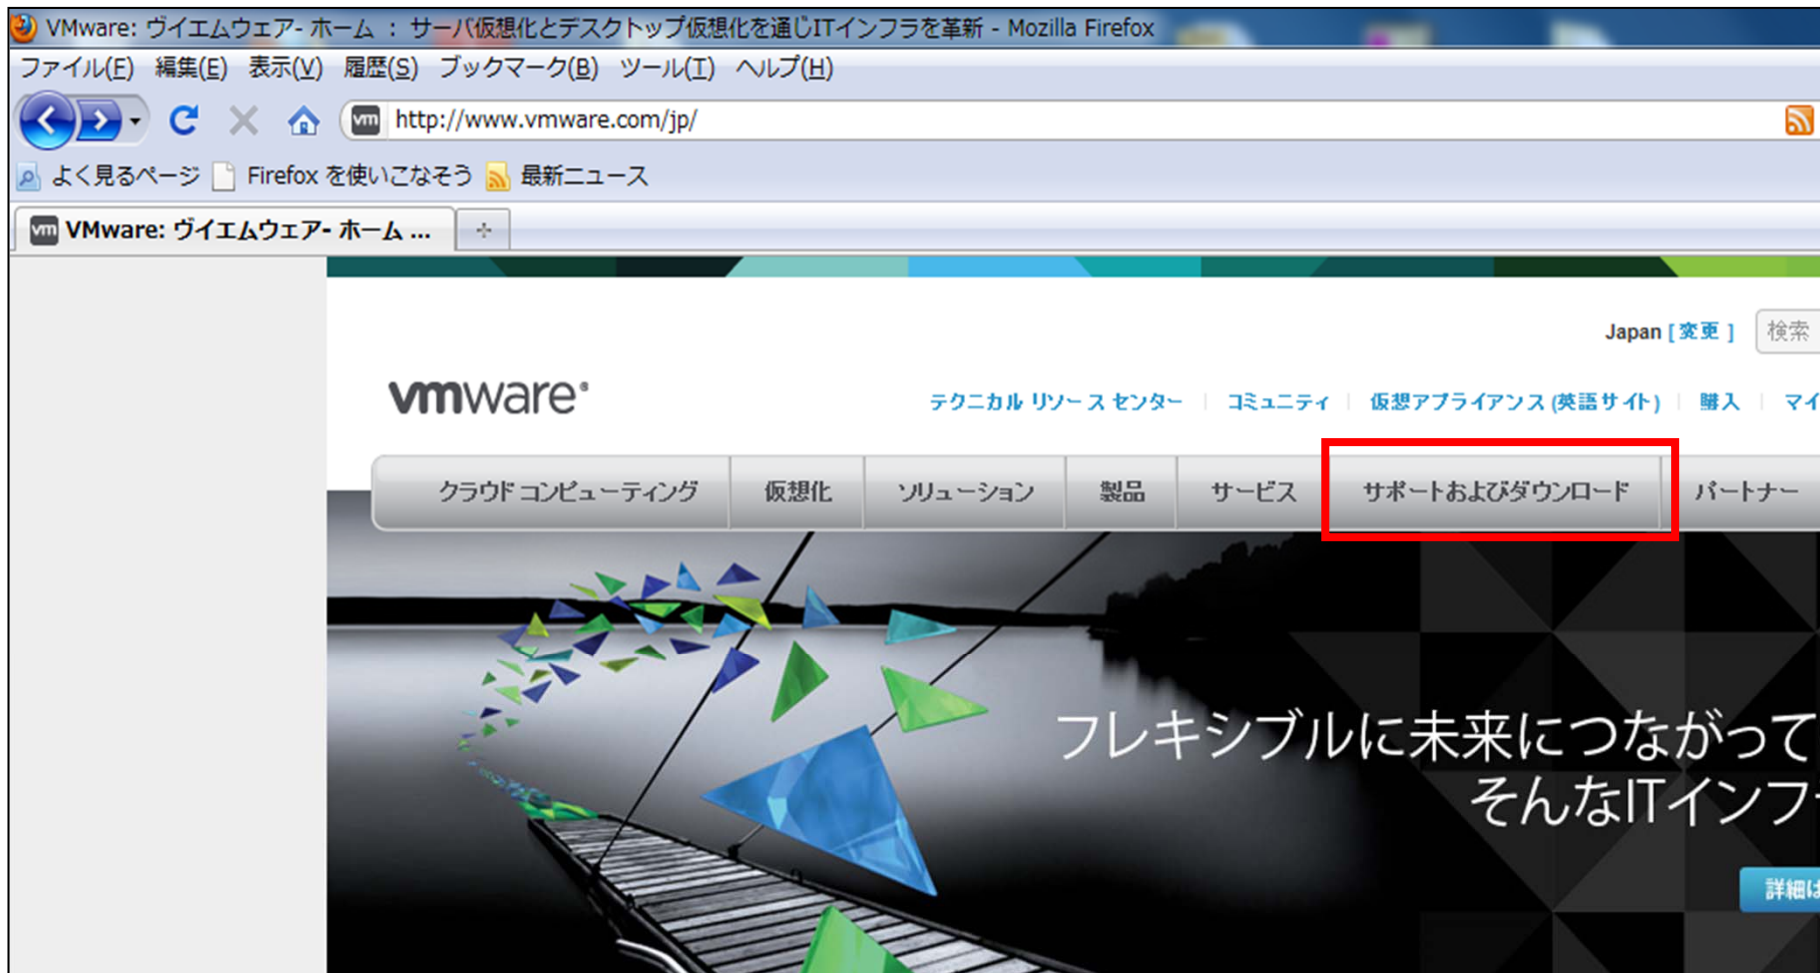 VMware: ヴイエムウェア- ホーム : サーバ仮想化とデスクトップ仮想化を通じITインフラを革新 - Mozilla Firefox
ファイル(F) 編集(E) 表示(V) 履歴(S) ブックマーク(B) ツール(T) ヘルプ(H)
vm http://www.vmware.com/jp/
よく見るページ Firefox を使いこなそう 最新ニュース
vm VMware: ヴイエムウェア- ホーム ...
Japan [ 変更 ] 検索
vmware
テクニカル リソース センター コミュニティ 仮想アプライアンス (英語サイト) 購入 マイ
クラウド コンピューティング 仮想化 ソリューション 製品 サービス サポートおよびダウンロード パートナー
フレキシブルに未来につながって
そんなITインフ
詳細は